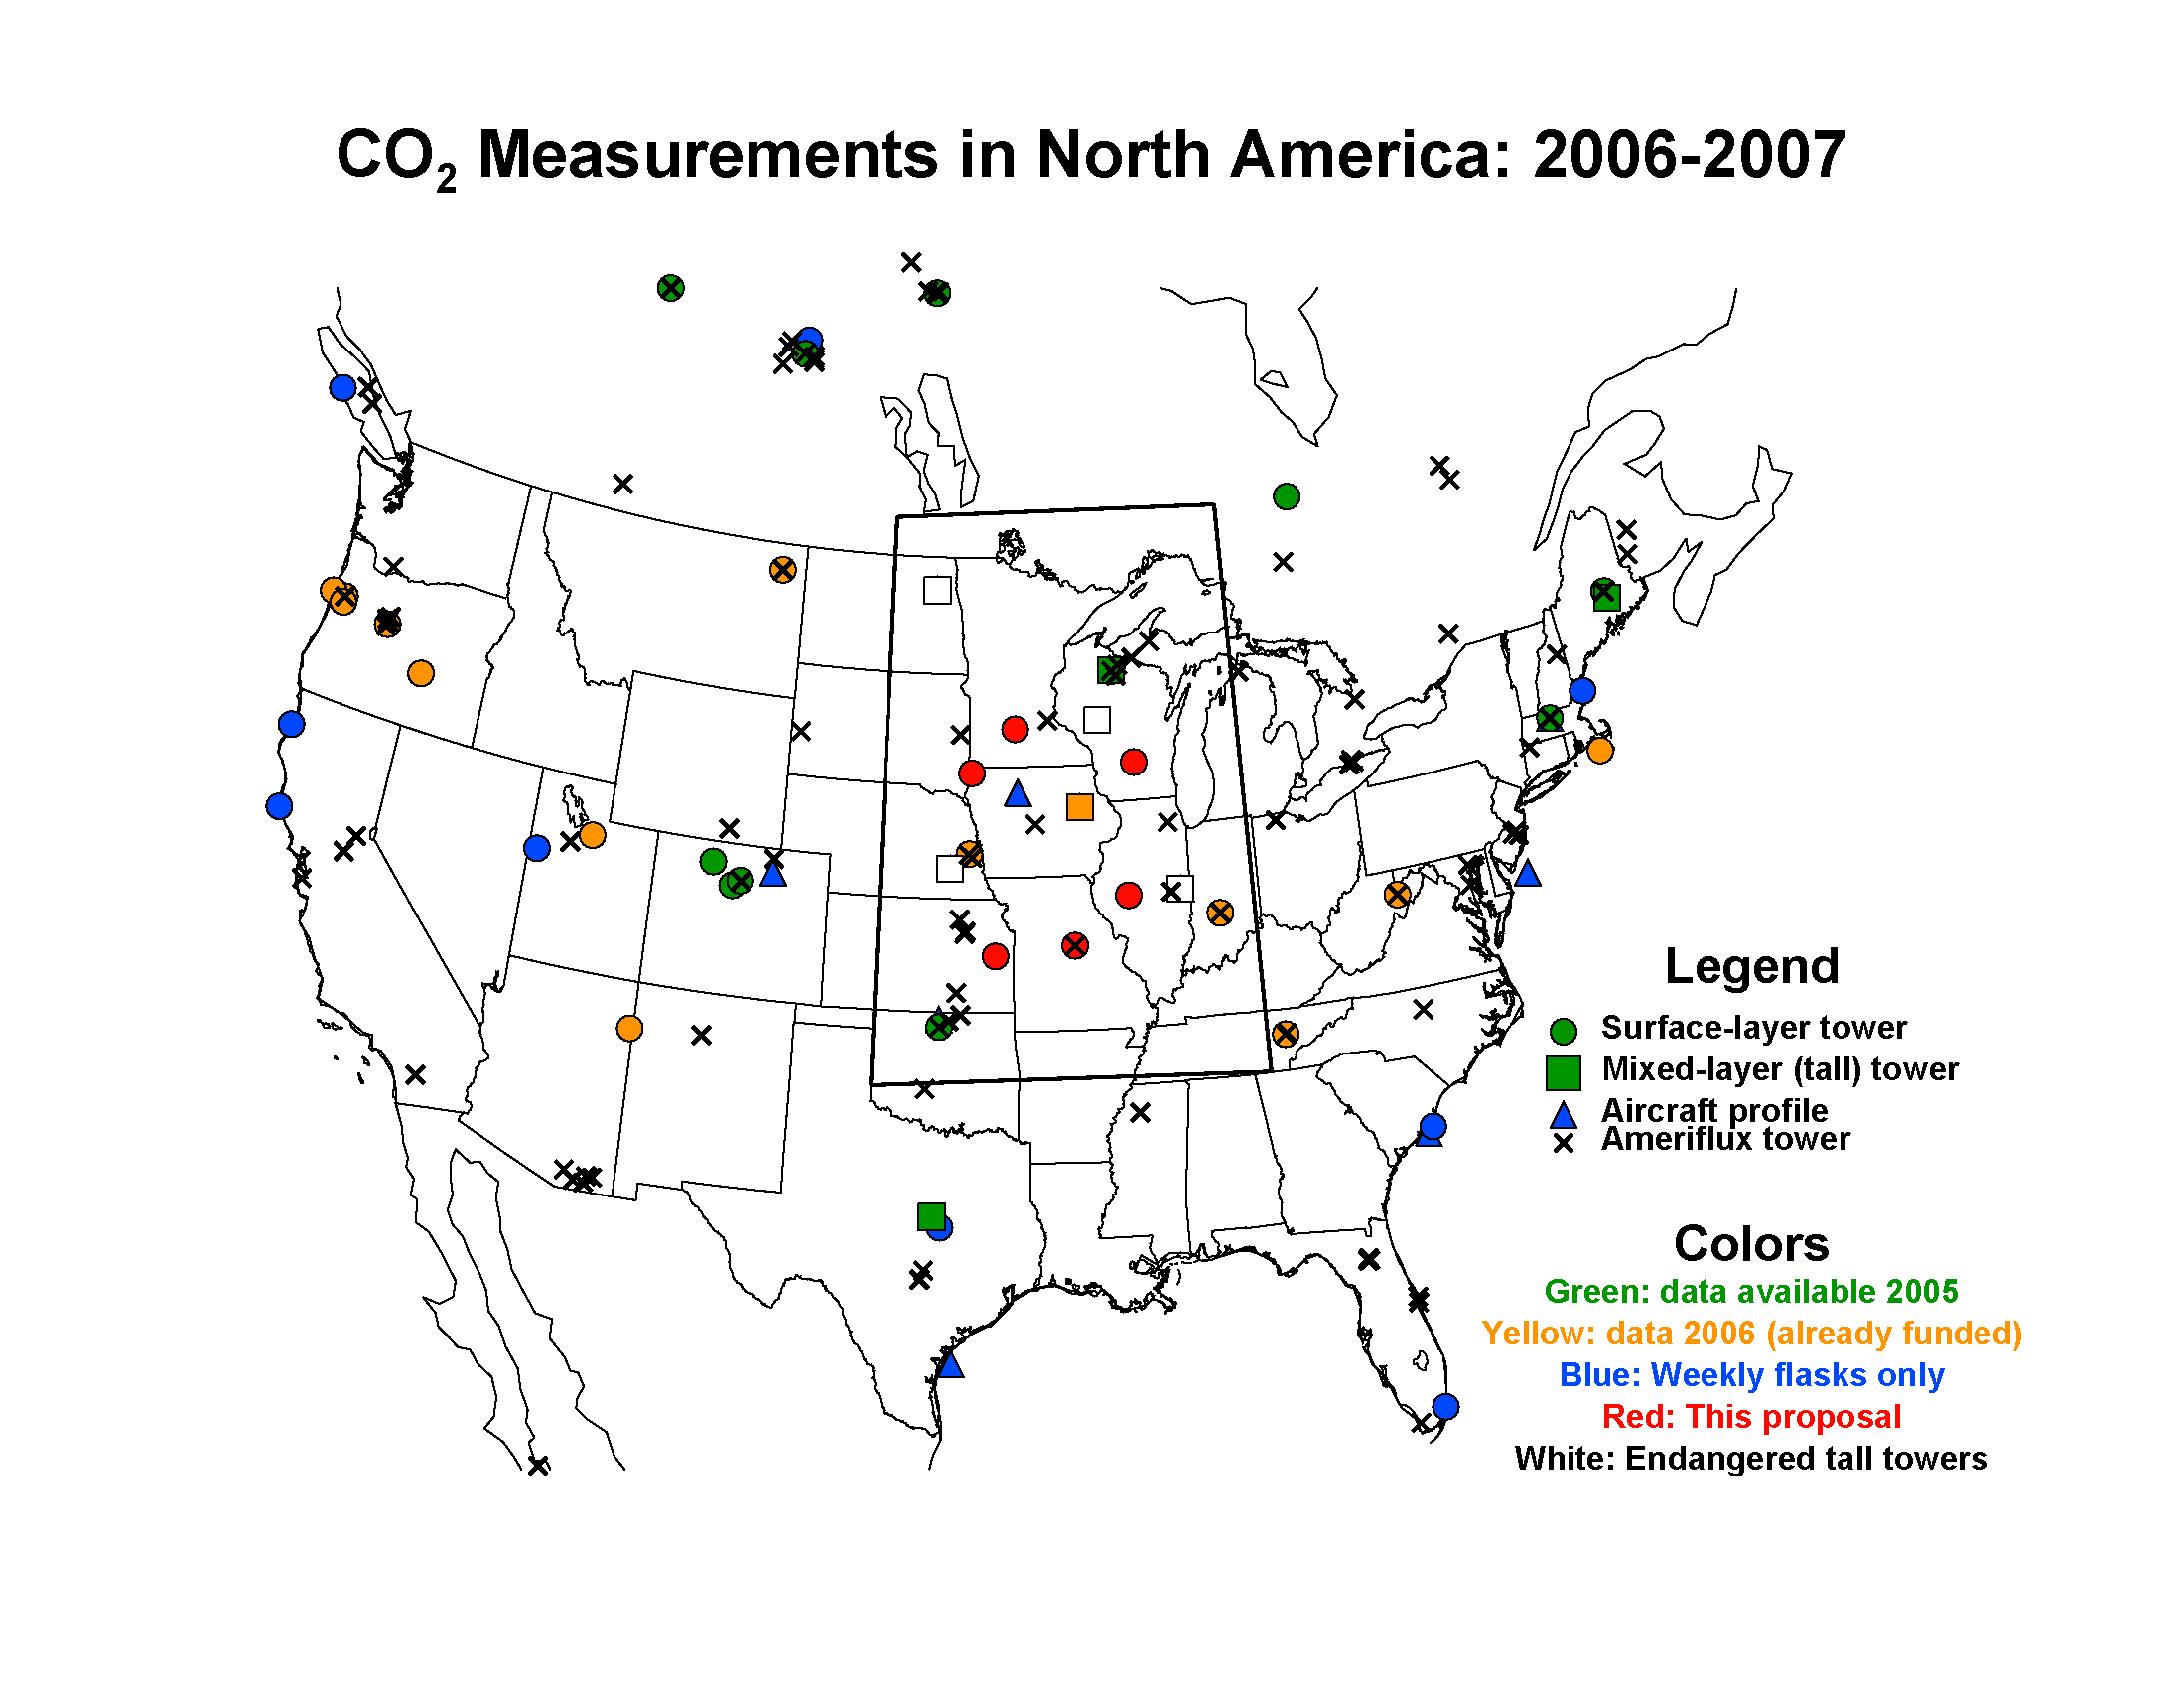 CO₂ Measurements in North America: 2006-2007
Legend
Surface-layer tower
Mixed-layer (tall) tower
Aircraft profile
Ameriflux tower
Colors
Green: data available 2005
Yellow: data 2006 (already funded)
Blue: Weekly flasks only
Red: This proposal
White: Endangered tall towers